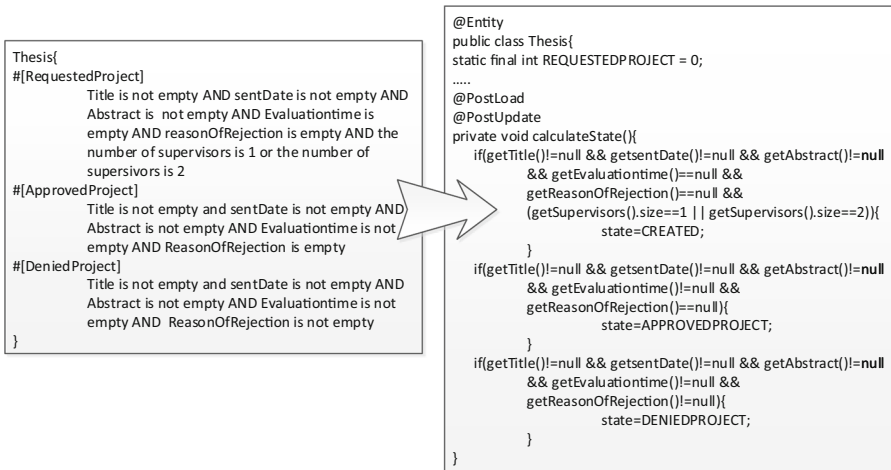 Thesis{
#[RequestedProject]
Title is not empty AND sentDate is not empty AND
Abstract is not empty AND Evaluationtime is
empty AND reasonOfRejection is empty AND the
number of supervisors is 1 or the number of
supersivors is 2
#[ApprovedProject]
Title is not empty and sentDate is not empty AND
Abstract is not empty AND Evaluationtime is not
empty AND ReasonOfRejection is empty
#[DeniedProject]
Title is not empty and sentDate is not empty AND
Abstract is not empty AND Evaluationtime is not
empty AND ReasonOfRejection is not empty
}
@Entity
public class Thesis{
static final int REQUESTEDPROJECT = 0;
.....
@PostLoad
@PostUpdate
private void calculateState(){
if(getTitle()!=null && getsentDate()!=null && getAbstract()!=null
&& getEvaluationtime()==null &&
getReasonOfRejection()==null &&
(getSupervisors().size==1 || getSupervisors().size==2)){
state=CREATED;
}
if(getTitle()!=null && getsentDate()!=null && getAbstract()!=null
&& getEvaluationtime()!=null &&
getReasonOfRejection()==null){
state=APPROVEDPROJECT;
}
if(getTitle()!=null && getsentDate()!=null && getAbstract()!=null
&& getEvaluationtime()!=null &&
getReasonOfRejection()!=null){
state=DENIEDPROJECT;
}
}